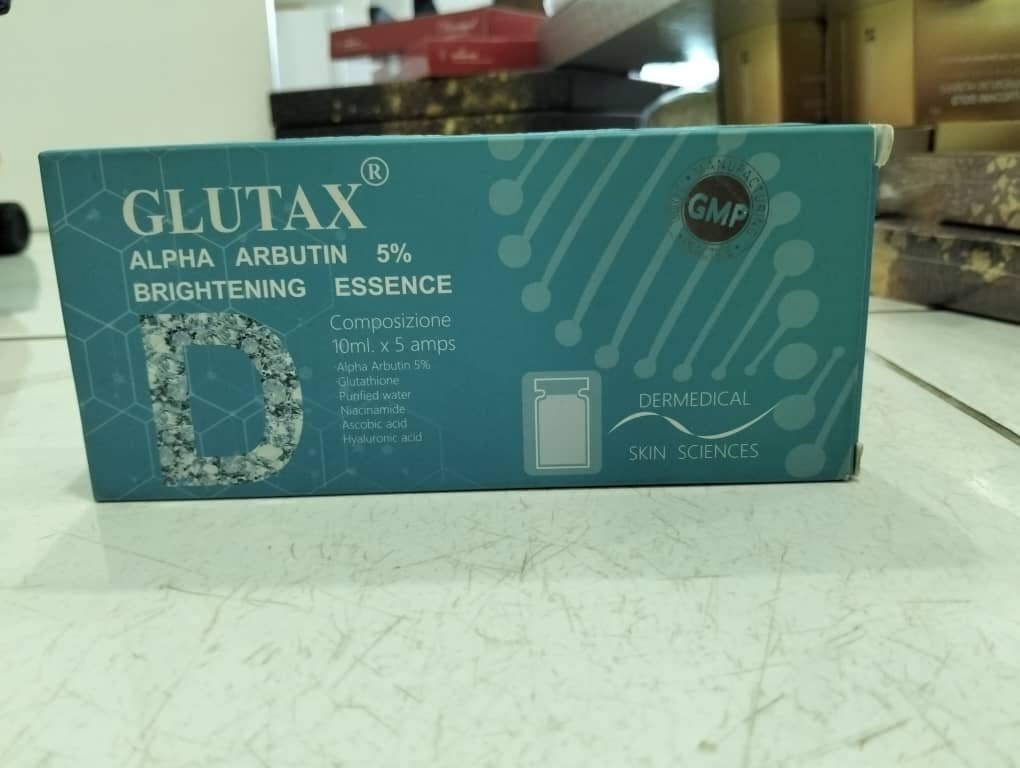 GLUTAX®
ALPHA ARBUTIN 5%
BRIGHTENING ESSENCE
Composizione
10ml. x 5 amps
·Alpha Arbutin 5%
·Glutathione
·Purified water
·Niacinamide
·Ascobic acid
·Hyaluronic acid
D
GMP
DERMEDICAL
SKIN SCIENCES